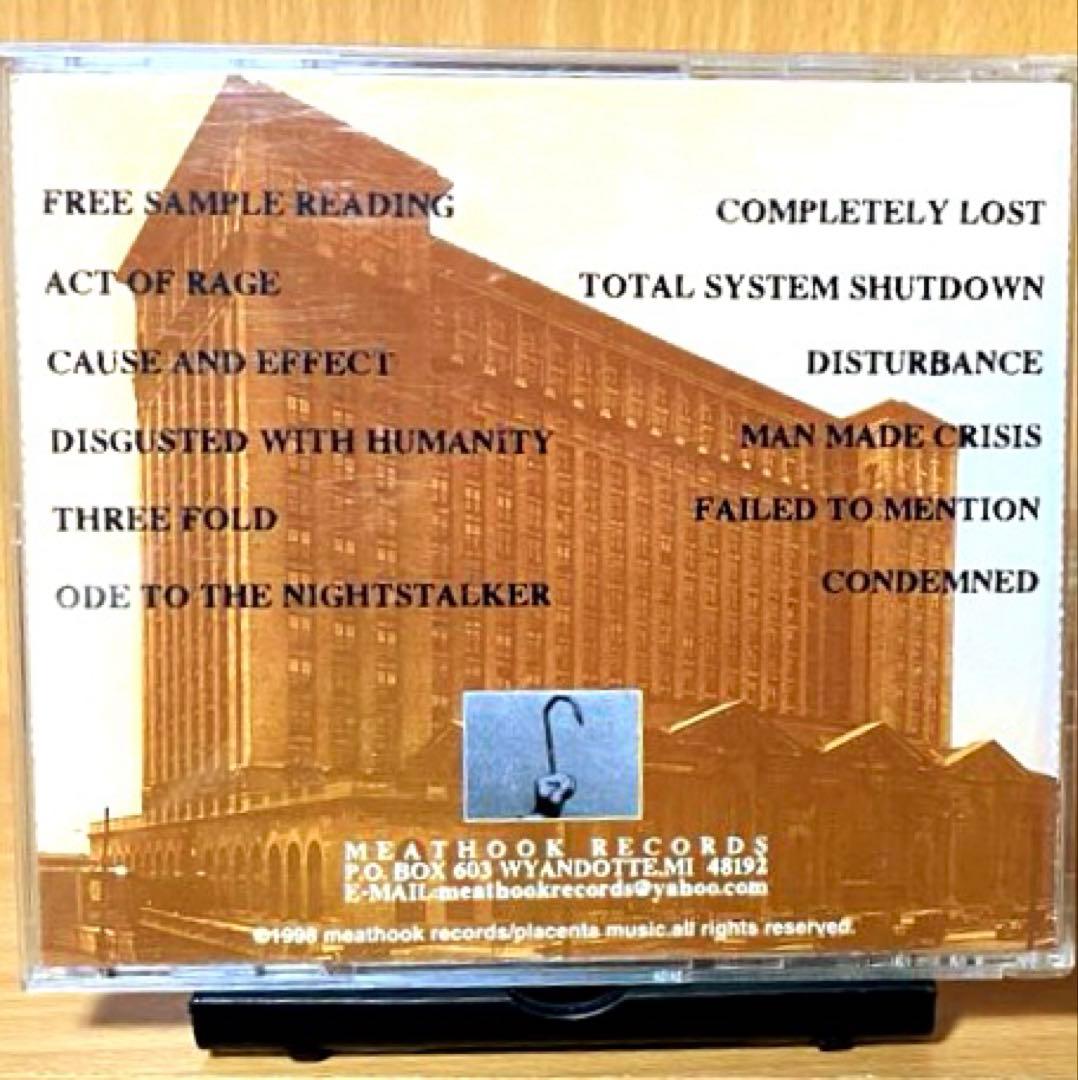 FREE SAMPLE READING
ACT OF RAGE
CAUSE AND EFFECT
DISGUSTED WITH HUMANITY
THREE FOLD
ODE TO THE NIGHTSTALKER
COMPLETELY LOST
TOTAL SYSTEM SHUTDOWN
DISTURBANCE
MAN MADE CRISIS
FAILED TO MENTION
CONDEMNED
MEATHOOK RECORDS
P.O. BOX 603 WYANDOTTE,MI 48192
E-MAIL:meathookrecords@yahoo.com
©1998 meathook records/placenta music.all rights reserved.